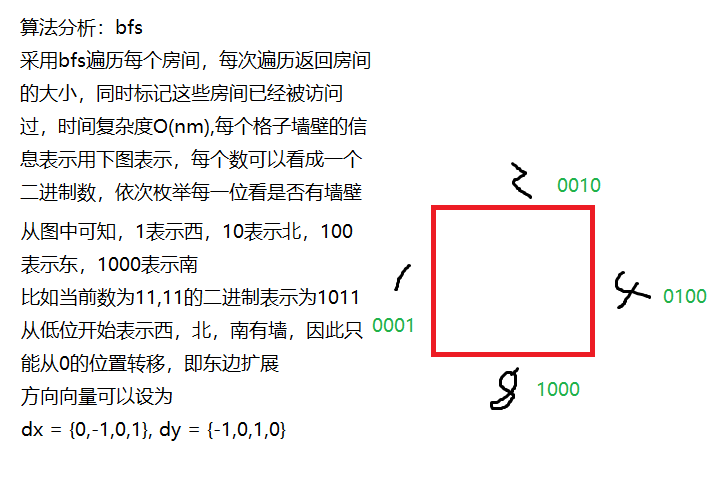 算法分析：bfs
采用bfs遍历每个房间，每次遍历返回房间
的大小，同时标记这些房间已经被访问
过，时间复杂度O(nm),每个格子墙壁的信
息表示用下图表示，每个数可以看成一个
二进制数，依次枚举每一位看是否有墙壁
从图中可知，1表示西，10表示北，100
表示东，1000表示南
比如当前数为11,11的二进制表示为1011
从低位开始表示西，北，南有墙，因此只
能从0的位置转移，即东边扩展
方向向量可以设为
dx = {0,-1,0,1}, dy = {-1,0,1,0}
2 0010
1
0001
4 0100
8 1000